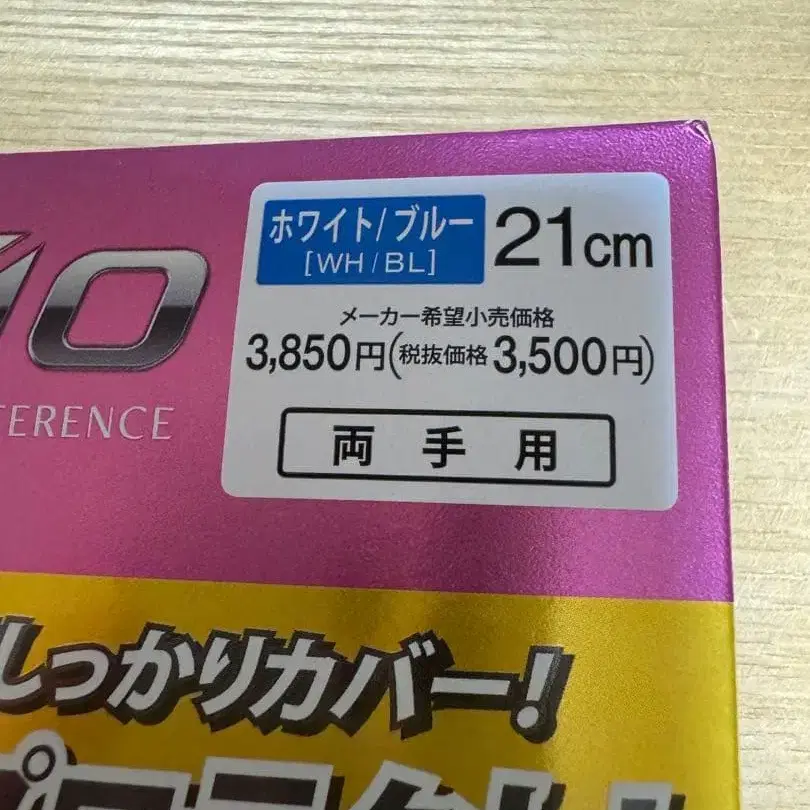 ホワイト/ブルー 21cm
[WH/BL]
メーカー希望小売価格
3,850円(税抜価格3,500円)
両手用
しっかりカバー!